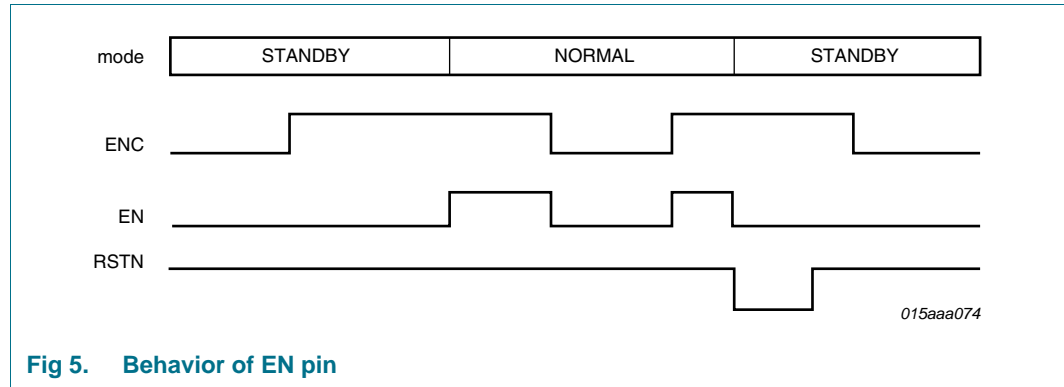 mode STANDBY NORMAL STANDBY
ENC
EN
RSTN
015aaa074
Fig 5. Behavior of EN pin